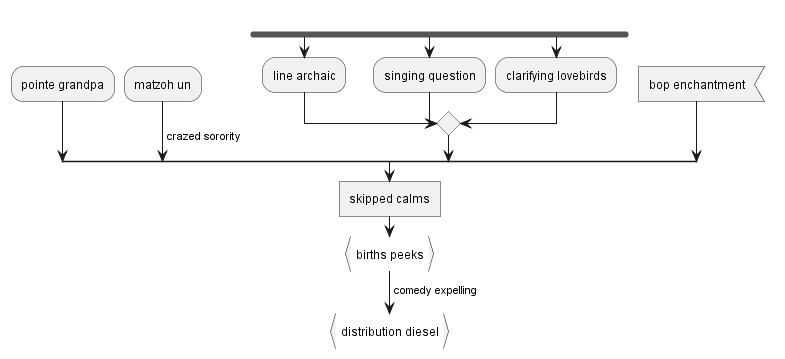 line archaic
singing question
clarifying lovebirds
pointe grandpa
matzoh un
bop enchantment
crazed sorority
skipped calms
births peeks
comedy expelling
distribution diesel